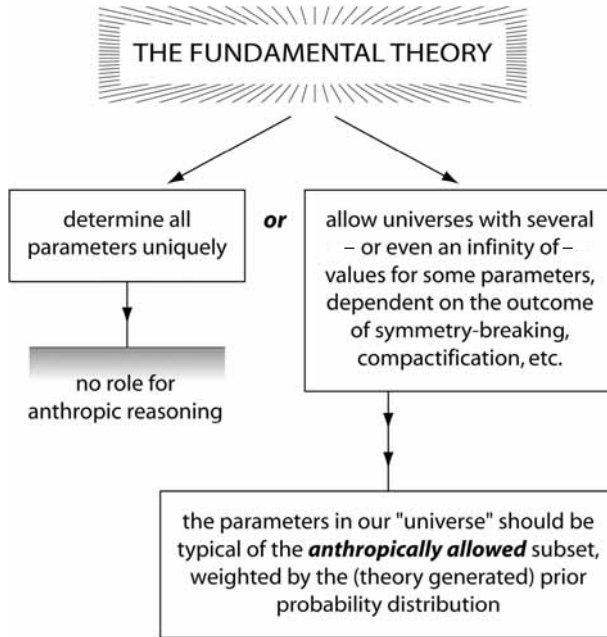 THE FUNDAMENTAL THEORY
determine all
parameters uniquely
or
allow universes with several
– or even an infinity of –
values for some parameters,
dependent on the outcome
of symmetry-breaking,
compactification, etc.
no role for
anthropic reasoning
the parameters in our "universe" should be
typical of the anthropically allowed subset,
weighted by the (theory generated) prior
probability distribution